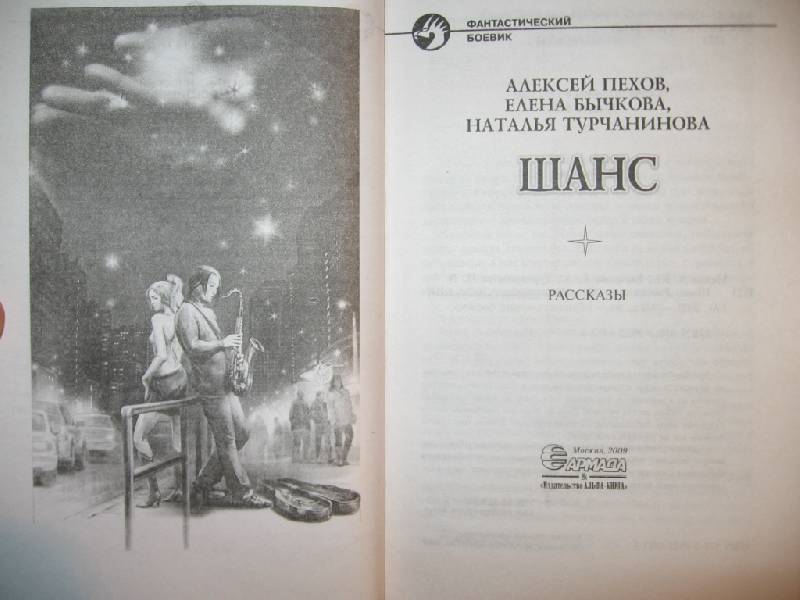 ФАНТАСТИЧЕСКИЙ
БОЕВИК
АЛЕКСЕЙ ПЕХОВ,
ЕЛЕНА БЫЧКОВА,
НАТАЛЬЯ ТУРЧАНИНОВА
ШАНС
РАССКАЗЫ
Москва, 2009
АРМАДА
&
«Издательство АЛЬФА-КНИГА»